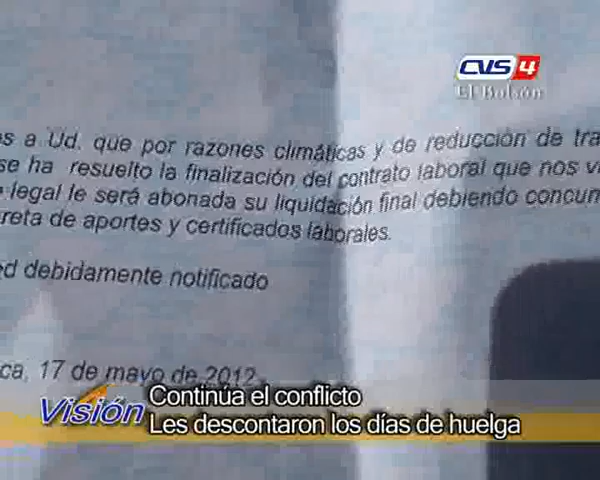 CVS 4
El Bolsón
s a Ud. que por razones climáticas y de reducción de tra
se ha resuelto la finalización del contrato laboral que nos v
legal le será abonada su liquidación final debiendo concu
reta de aportes y certificados laborales.
ed debidamente notificado
ca, 17 de mayo de 2012
Visión
Continúa el conflicto
Les descontaron los días de huelga